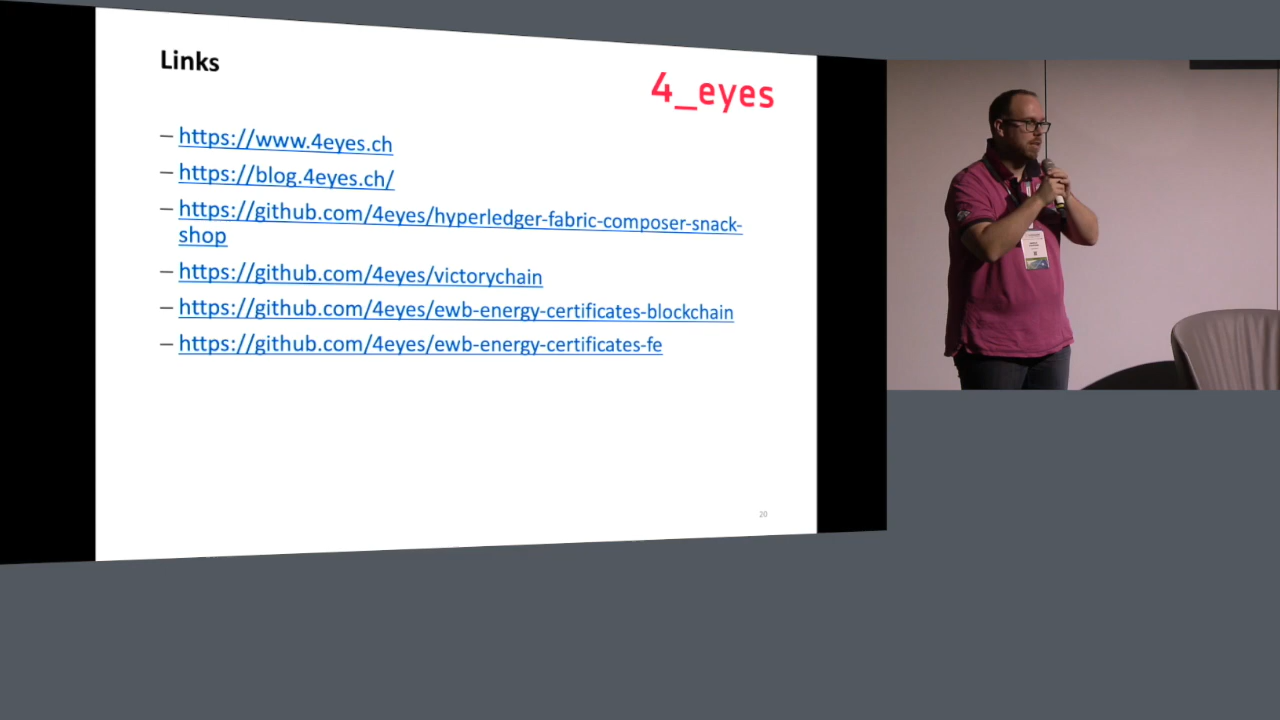 Links
4_eyes
– https://www.4eyes.ch
– https://blog.4eyes.ch/
– https://github.com/4eyes/hyperledger-fabric-composer-snack-
shop
– https://github.com/4eyes/victorychain
– https://github.com/4eyes/ewb-energy-certificates-blockchain
– https://github.com/4eyes/ewb-energy-certificates-fe
20